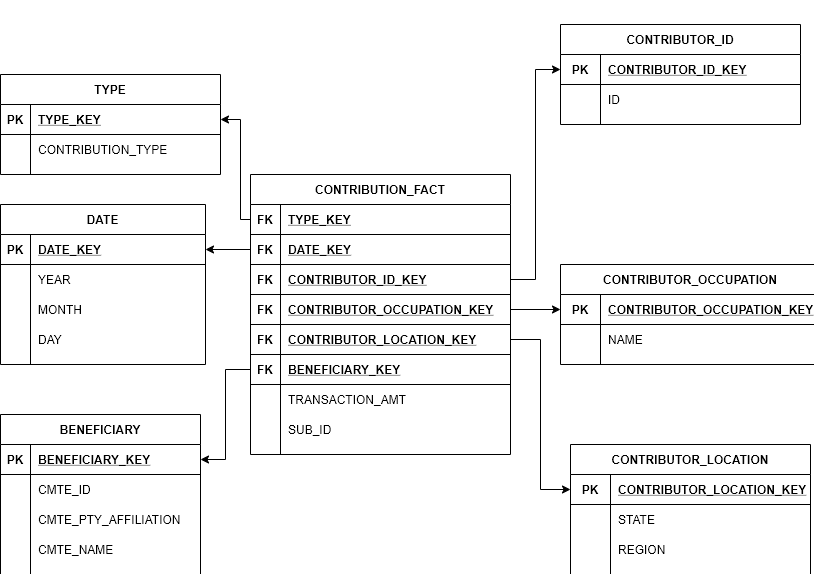 CONTRIBUTOR_ID
PK CONTRIBUTOR_ID_KEY
ID
TYPE
PK TYPE_KEY
CONTRIBUTION_TYPE
DATE
PK DATE_KEY
YEAR
MONTH
DAY
CONTRIBUTION_FACT
FK TYPE_KEY
FK DATE_KEY
FK CONTRIBUTOR_ID_KEY
FK CONTRIBUTOR_OCCUPATION_KEY
FK CONTRIBUTOR_LOCATION_KEY
FK BENEFICIARY_KEY
TRANSACTION_AMT
SUB_ID
CONTRIBUTOR_OCCUPATION
PK CONTRIBUTOR_OCCUPATION_KEY
NAME
BENEFICIARY
PK BENEFICIARY_KEY
CMTE_ID
CMTE_PTY_AFFILIATION
CMTE_NAME
CONTRIBUTOR_LOCATION
PK CONTRIBUTOR_LOCATION_KEY
STATE
REGION